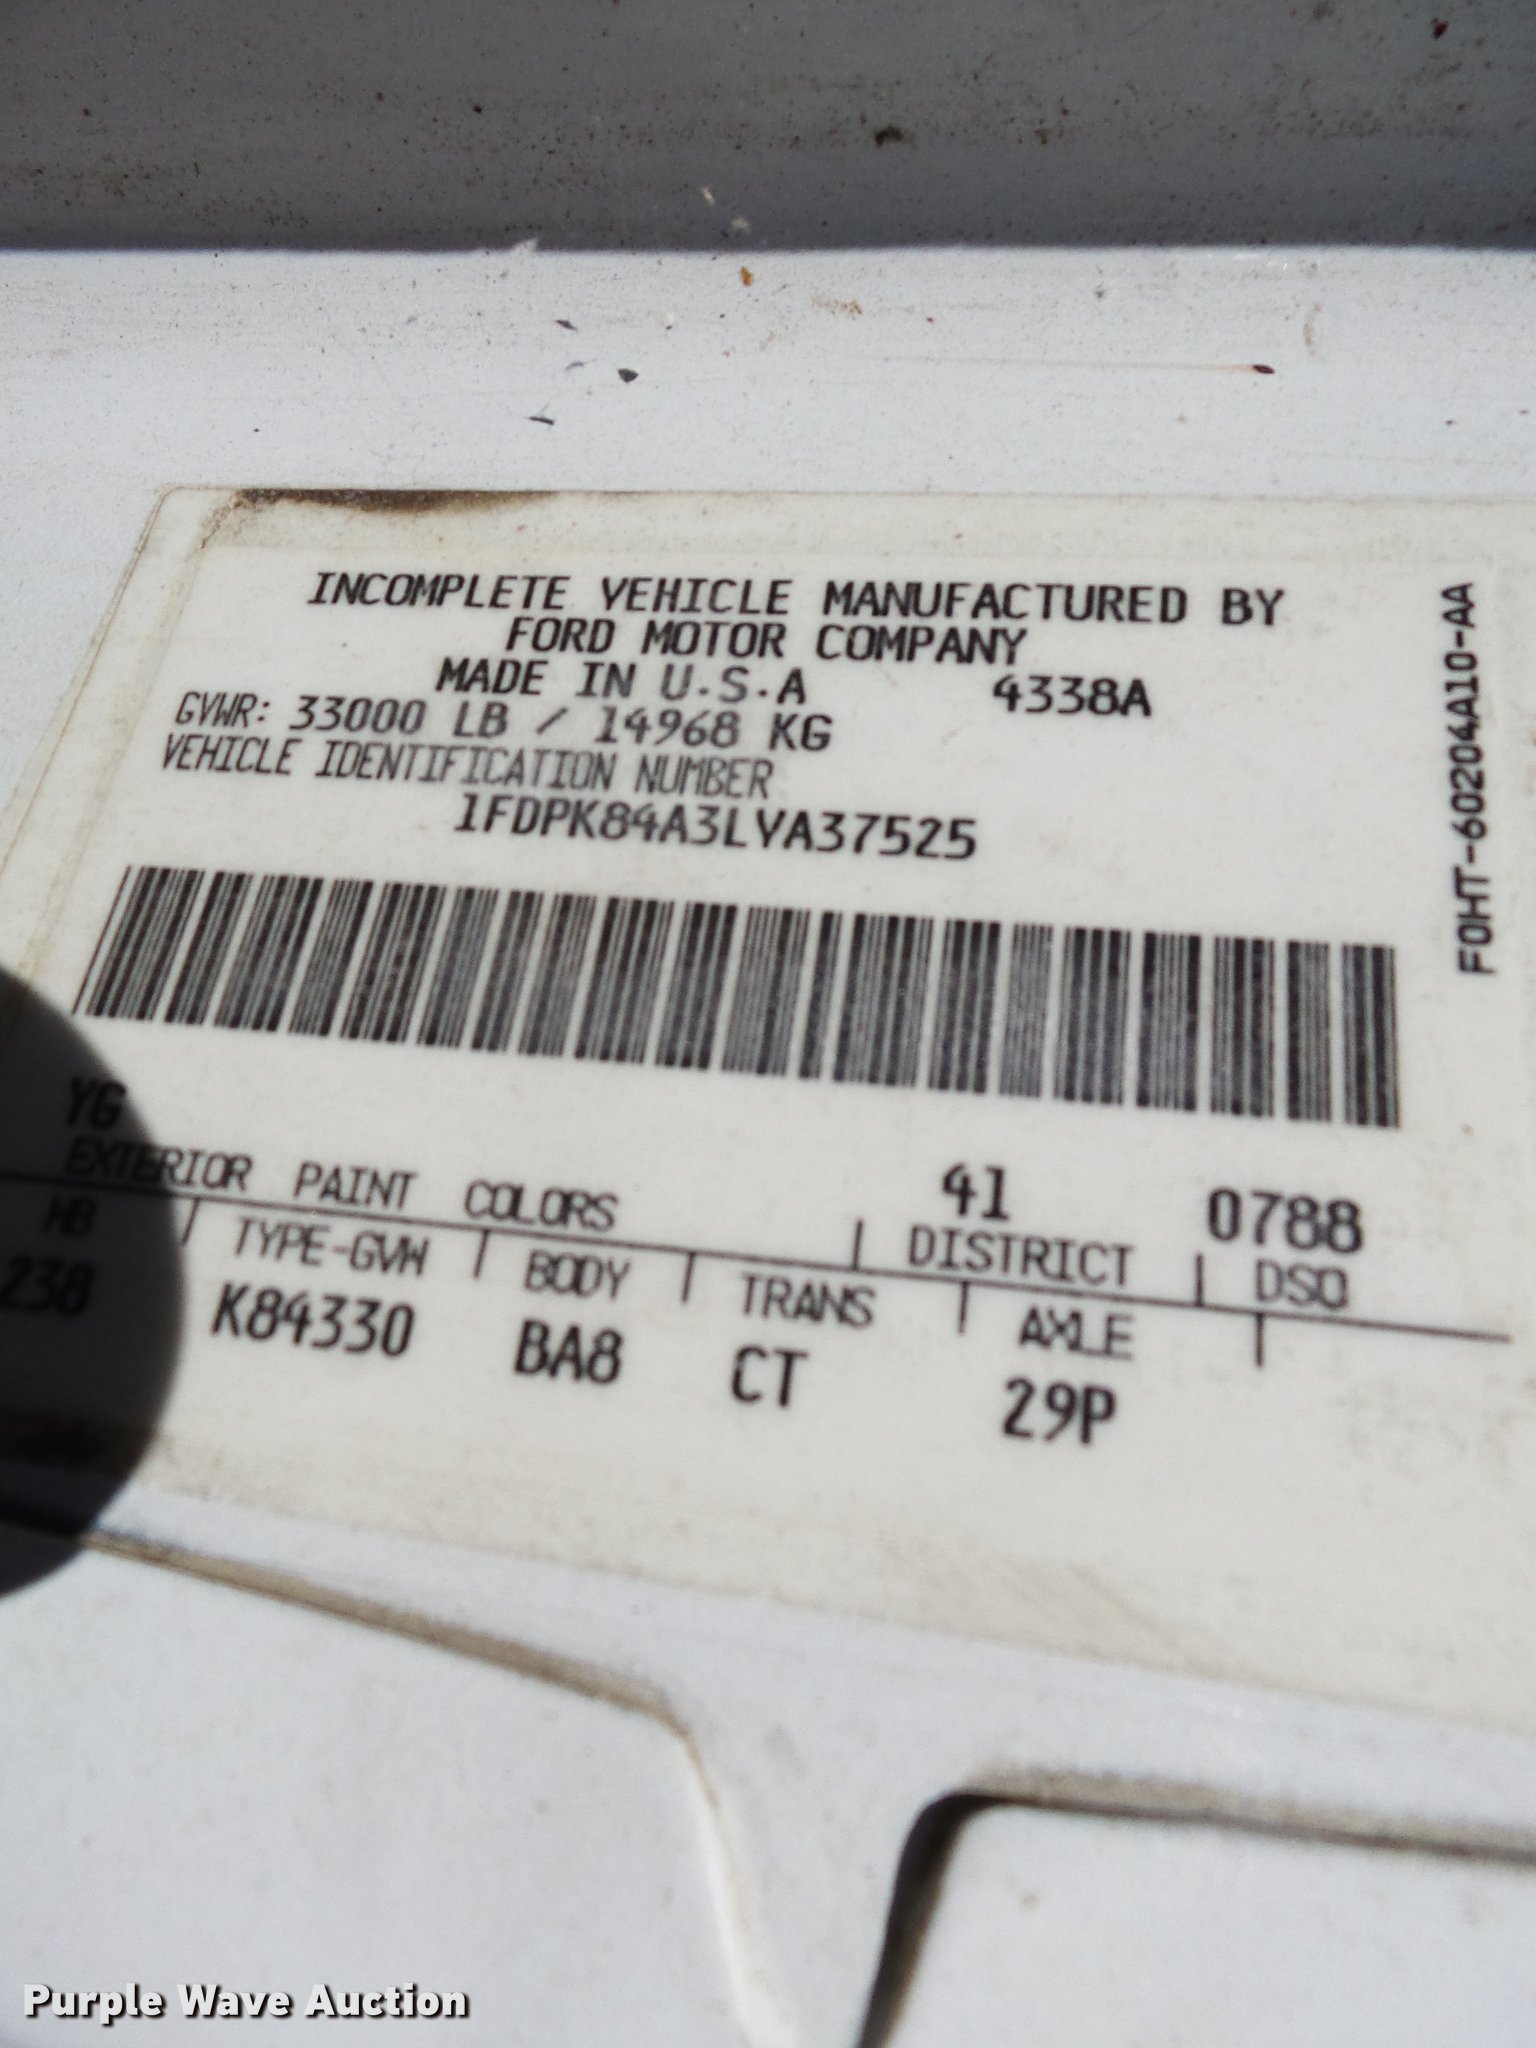 INCOMPLETE VEHICLE MANUFACTURED BY
FORD MOTOR COMPANY
MADE IN U.S.A 4338A
GVWR: 33000 LB / 14968 KG
VEHICLE IDENTIFICATION NUMBER
1FDPK84A3LVA37525
F0HT-60204A10-AA
YG
EXTERIOR PAINT COLORS 41 DISTRICT 0788 DSO
WB TYPE-GVW BODY TRANS AXLE
238 K84330 BA8 CT 29P
Purple Wave Auction